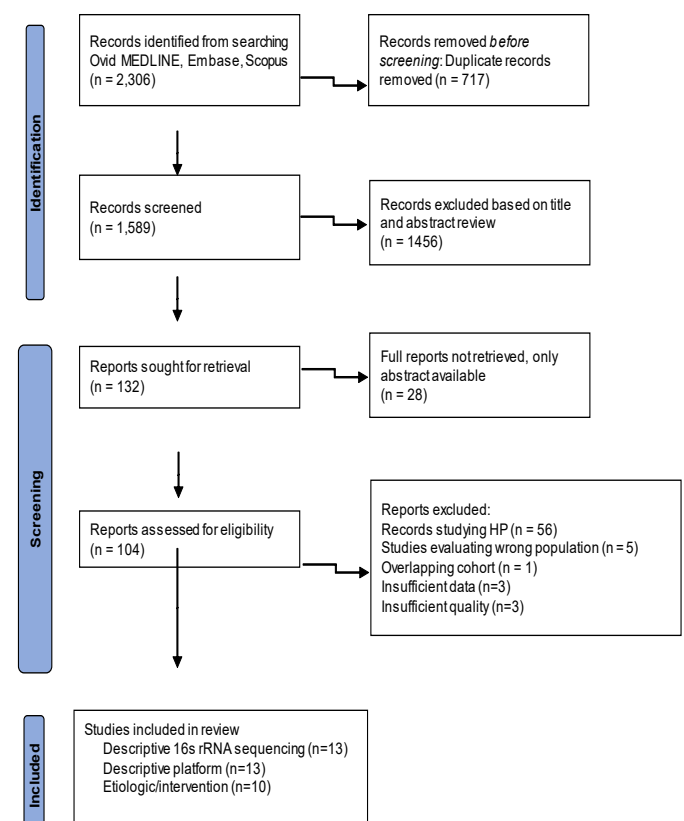 Identification
Records identified from searching
Ovid MEDLINE, Embase, Scopus
(n = 2,306)
Records removed before
screening: Duplicate records
removed (n = 717)
Records screened
(n = 1,589)
Records excluded based on title
and abstract review
(n = 1456)
Screening
Reports sought for retrieval
(n = 132)
Full reports not retrieved, only
abstract available
(n = 28)
Reports assessed for eligibility
(n = 104)
Reports excluded:
Records studying HP (n = 56)
Studies evaluating wrong population (n = 5)
Overlapping cohort (n = 1)
Insufficient data (n=3)
Insufficient quality (n=3)
Included
Studies included in review
Descriptive 16s rRNA sequencing (n=13)
Descriptive platform (n=13)
Etiologic/intervention (n=10)